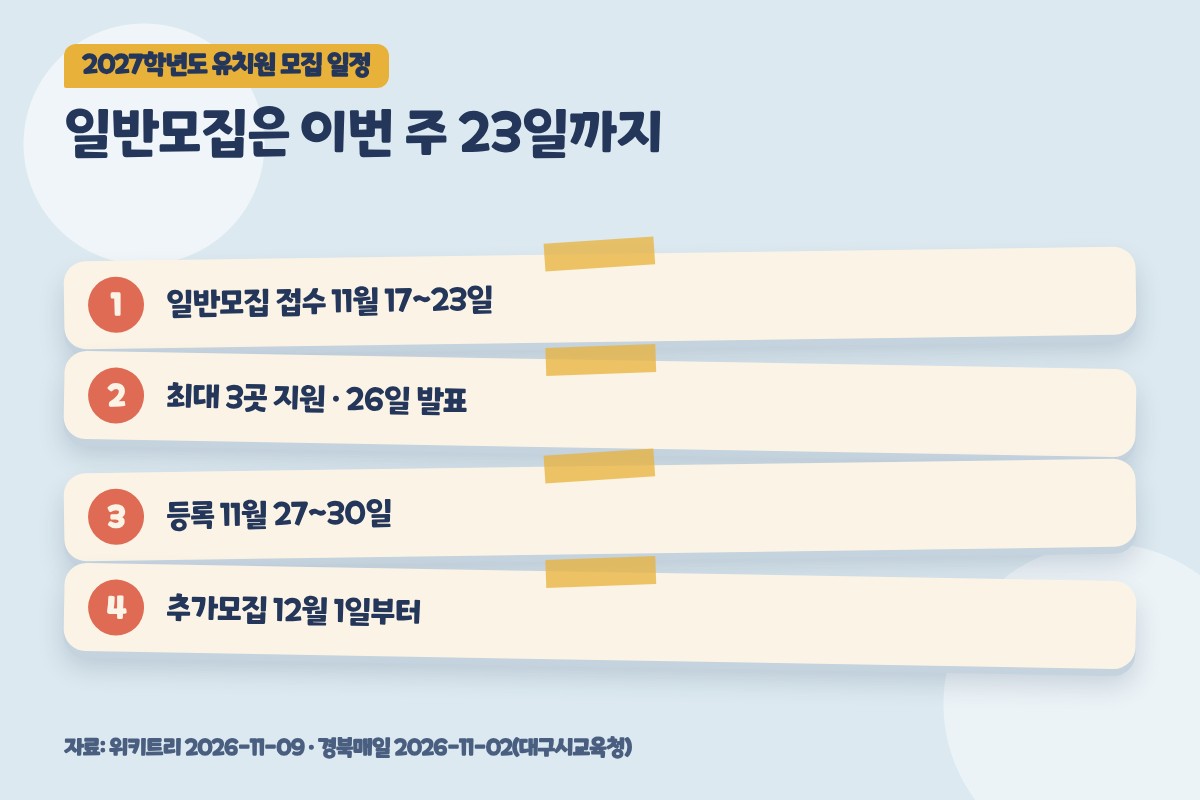 2027학년도 유치원 모집 일정
일반모집은 이번 주 23일까지
1 일반모집 접수 11월 17~23일
2 최대 3곳 지원 · 26일 발표
3 등록 11월 27~30일
4 추가모집 12월 1일부터
자료: 위키트리 2026-11-09 · 경북매일 2026-11-02(대구시교육청)